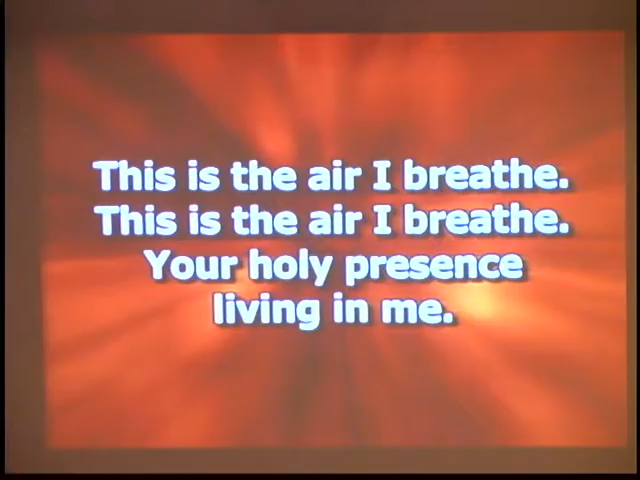 This is the air I breathe.
This is the air I breathe.
Your holy presence
living in me.